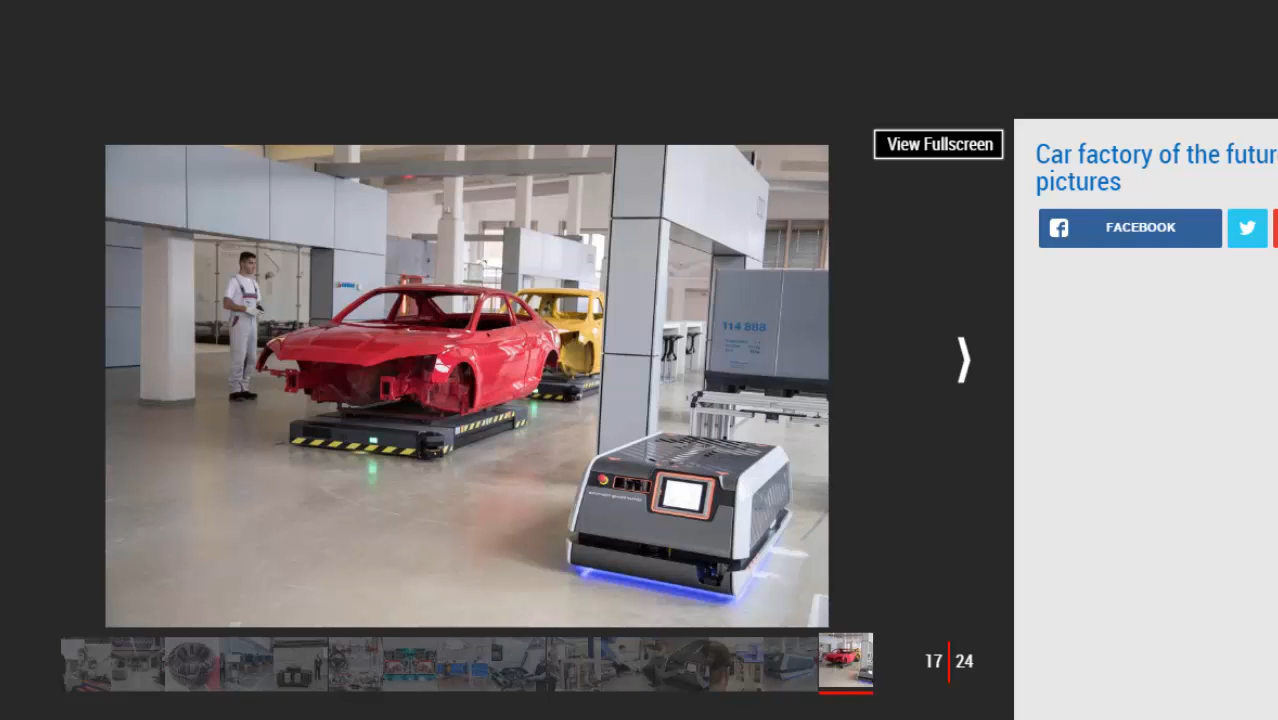 View Fullscreen
Car factory of the futur
pictures
FACEBOOK
114 888
17 24